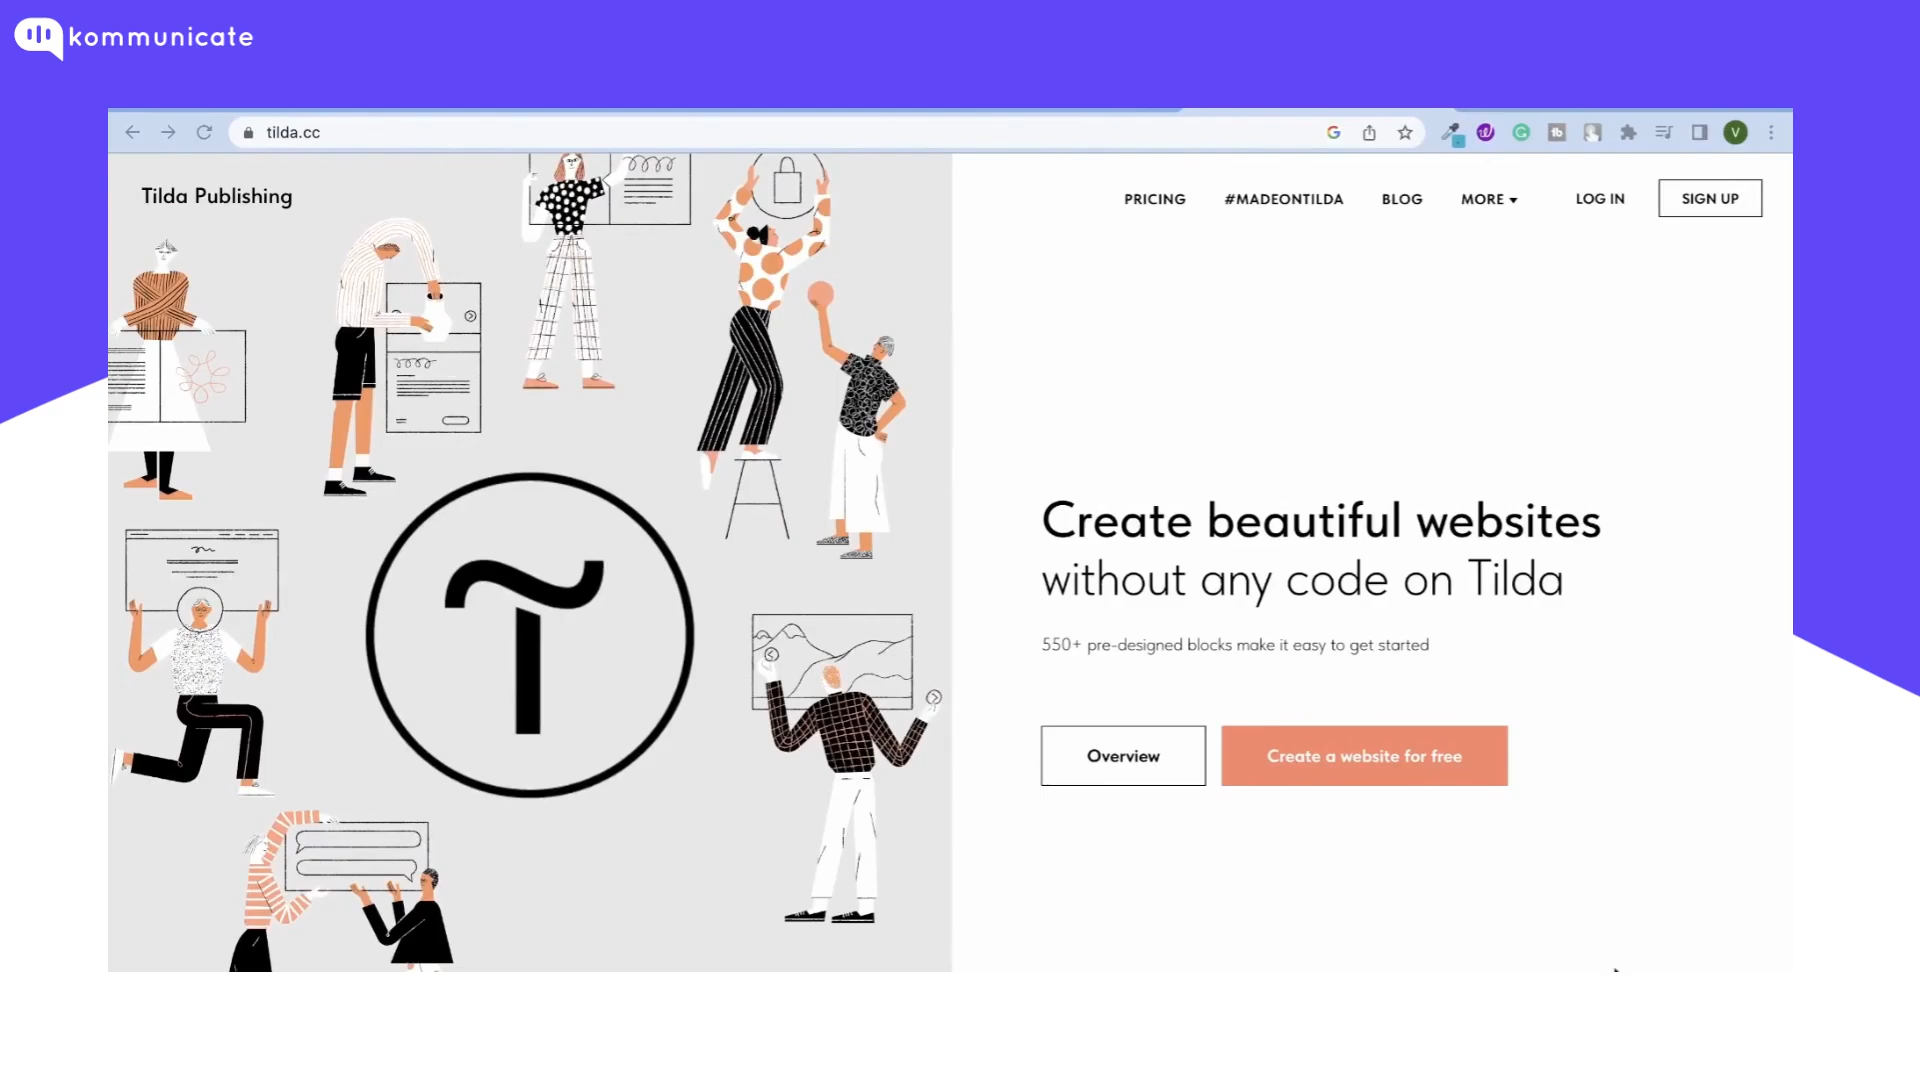 kommunicate
tilda.cc
V
Tilda Publishing
PRICING #MADEONTILDA BLOG MORE LOG IN SIGN UP
Create beautiful websites
without any code on Tilda
550+ pre-designed blocks make it easy to get started
Overview Create a website for free